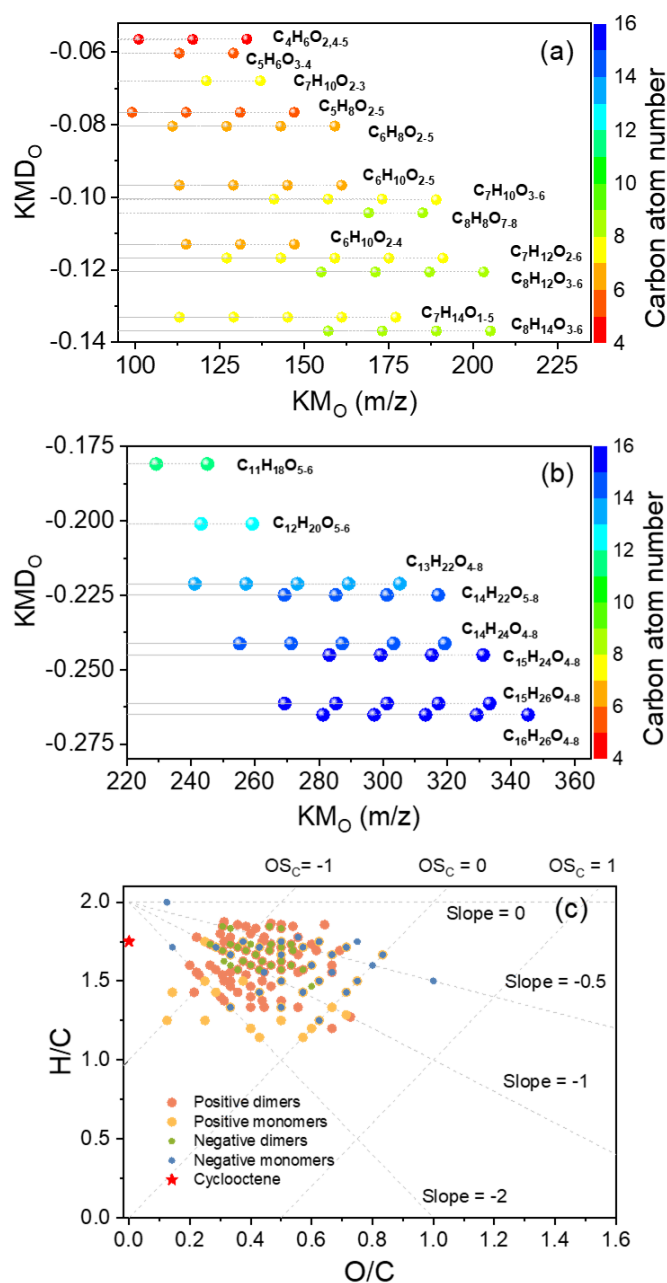 (a)
C₄H₆O₂,₄₋₅
C₅H₆O₃₋₄
C₇H₁₀O₂₋₃
C₅H₈O₂₋₅
C₆H₈O₂₋₅
C₆H₁₀O₂₋₅
C₇H₁₀O₃₋₆
C₈H₈O₇₋₈
C₆H₁₀O₂₋₄
C₇H₁₂O₂₋₆
C₈H₁₂O₃₋₆
C₇H₁₄O₁₋₅
C₈H₁₄O₃₋₆
-0.06
-0.08
-0.10
-0.12
-0.14
KMD_O
100 125 150 175 200 225
KM_O (m/z)
16
14
12
10
8
6
4
Carbon atom number
(b)
C₁₁H₁₈O₅₋₆
C₁₂H₂₀O₅₋₆
C₁₃H₂₂O₄₋₈
C₁₄H₂₂O₅₋₈
C₁₄H₂₄O₄₋₈
C₁₅H₂₄O₄₋₈
C₁₅H₂₆O₄₋₈
C₁₆H₂₆O₄₋₈
-0.175
-0.200
-0.225
-0.250
-0.275
KMD_O
220 240 260 280 300 320 340 360
KM_O (m/z)
16
14
12
10
8
6
4
Carbon atom number
OS_C= -1 OS_C= 0 OS_C= 1
(c)
Slope = 0
Slope = -0.5
Slope = -1
Slope = -2
Positive dimers
Positive monomers
Negative dimers
Negative monomers
Cyclooctene
2.0
1.5
1.0
0.5
0.0
H/C
0.0 0.2 0.4 0.6 0.8 1.0 1.2 1.4 1.6
O/C